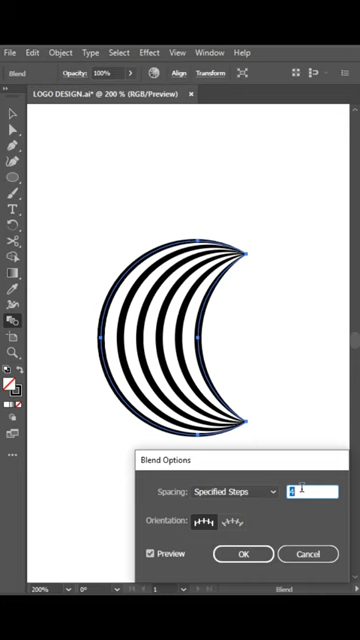 File Edit Object Type Select Effect View Window Help
Blend Opacity: 100% Align Transform
LOGO DESIGN.ai* @ 200 % (RGB/Preview) ×
Blend Options
Spacing: Specified Steps 4
Orientation:
Preview OK Cancel
200% 0° 1 Blend